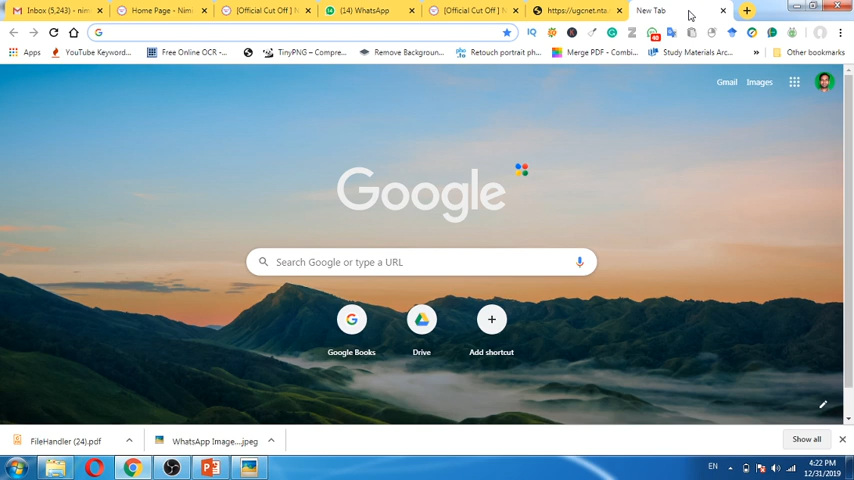 Inbox (5,243) - nim
Home Page - Nim
[Official Cut Off ] N
(14) WhatsApp
[Official Cut Off ] N
https://ugcnet.nta.
New Tab
Apps
YouTube Keyword...
Free Online OCR -...
TinyPNG – Compre...
Remove Background...
Retouch portrait ph...
Merge PDF - Combi...
Study Materials Arc...
»
Other bookmarks
Gmail
Images
Google
Search Google or type a URL
Google Books
Drive
Add shortcut
FileHandler (24).pdf
WhatsApp Image....jpeg
Show all
EN
4:22 PM
12/31/2019